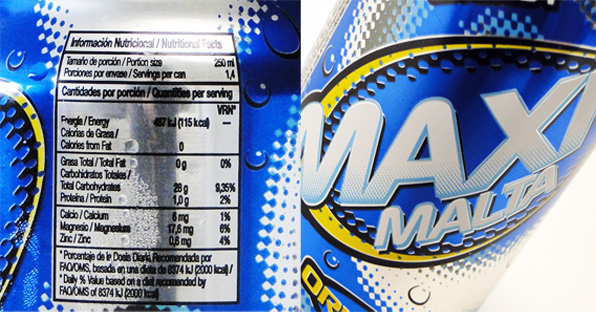 Información Nutricional / Nutritional Facts
Tamaño de porción / Portion size 250 ml
Porciones por envase / Servings per can 1,4
Cantidades por porción / Quantities per serving
VRN*
Energía / Energy 487 kJ (115 kcal) —
Calorías de Grasa /
Calories from Fat 0
Grasa Total / Total Fat 0 g 0%
Carbohidratos Totales /
Total Carbohydrates 28 g 9,35%
Proteína / Protein 1,0 g 2%
Calcio / Calcium 6 mg 1%
Magnesio / Magnesium 17,6 mg 6%
Zinc / Zinc 0,6 mg 4%
* Porcentaje de la Dosis Diaria Recomendada por
FAO/OMS, basada en una dieta de 8374 kJ (2000 kcal) /
* Daily % Value based on a diet recomended by
FAO/OMS of 8374 kJ (2000 kcal)
MAXI
MALTA
ORI